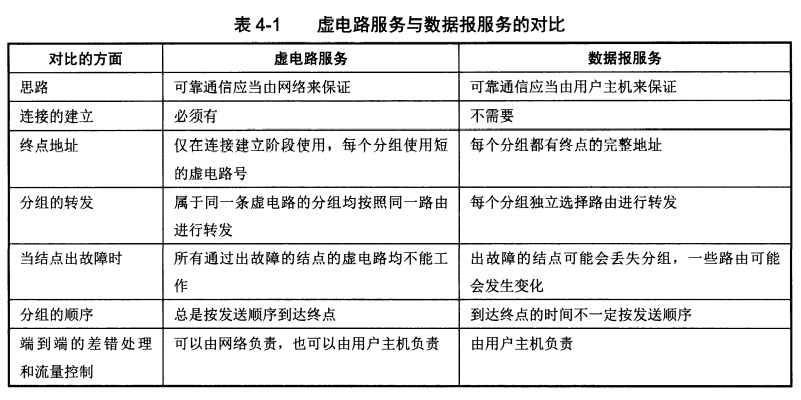 表 4-1 虚电路服务与数据报服务的对比
对比的方面 虚电路服务 数据报服务
思路 可靠通信应当由网络来保证 可靠通信应当由用户主机来保证
连接的建立 必须有 不需要
终点地址 仅在连接建立阶段使用，每个分组使用短 每个分组都有终点的完整地址
的虚电路号
分组的转发 属于同一条虚电路的分组均按照同一路由 每个分组独立选择路由进行转发
进行转发
当结点出故障时 所有通过出故障的结点的虚电路均不能工 出故障的结点可能会丢失分组，一些路由可能
作 会发生变化
分组的顺序 总是按发送顺序到达终点 到达终点的时间不一定按发送顺序
端到端的差错处理 可以由网络负责，也可以由用户主机负责 由用户主机负责
和流量控制